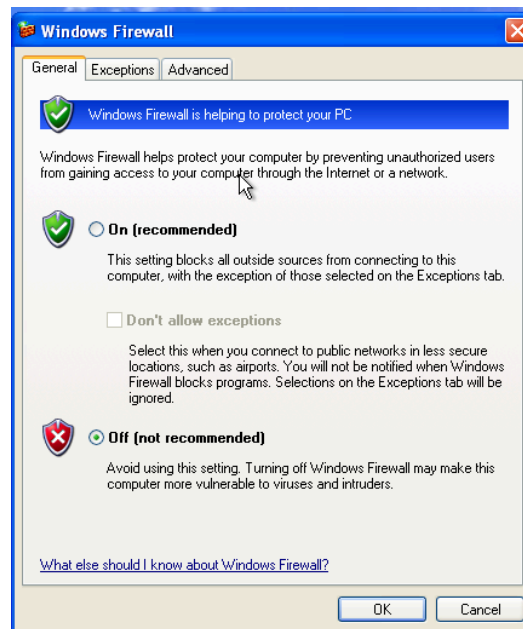 Windows Firewall
General Exceptions Advanced
Windows Firewall is helping to protect your PC
Windows Firewall helps protect your computer by preventing unauthorized users
from gaining access to your computer through the Internet or a network.
On (recommended)
This setting blocks all outside sources from connecting to this
computer, with the exception of those selected on the Exceptions tab.
Don't allow exceptions
Select this when you connect to public networks in less secure
locations, such as airports. You will not be notified when Windows
Firewall blocks programs. Selections on the Exceptions tab will be
ignored.
Off (not recommended)
Avoid using this setting. Turning off Windows Firewall may make this
computer more vulnerable to viruses and intruders.
What else should I know about Windows Firewall?
OK Cancel